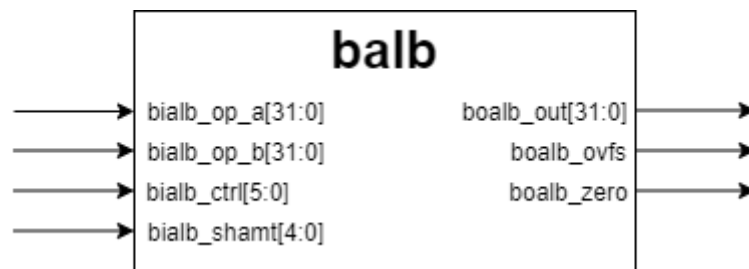 balb
bialb_op_a[31:0]
boalb_out[31:0]
bialb_op_b[31:0]
boalb_ovfs
bialb_ctrl[5:0]
boalb_zero
bialb_shamt[4:0]